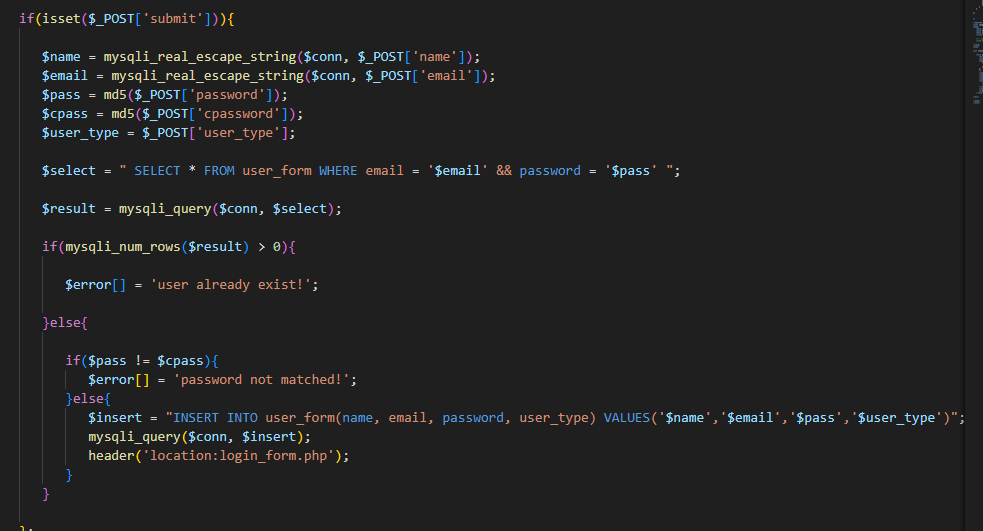 if(isset($_POST['submit'])){
$name = mysqli_real_escape_string($conn, $_POST['name']);
$email = mysqli_real_escape_string($conn, $_POST['email']);
$pass = md5($_POST['password']);
$cpass = md5($_POST['cpassword']);
$user_type = $_POST['user_type'];
$select = " SELECT * FROM user_form WHERE email = '$email' && password = '$pass' ";
$result = mysqli_query($conn, $select);
if(mysqli_num_rows($result) > 0){
$error[] = 'user already exist!';
}else{
if($pass != $cpass){
$error[] = 'password not matched!';
}else{
$insert = "INSERT INTO user_form(name, email, password, user_type) VALUES('$name','$email','$pass','$user_type')";
mysqli_query($conn, $insert);
header('location:login_form.php');
}
}
};